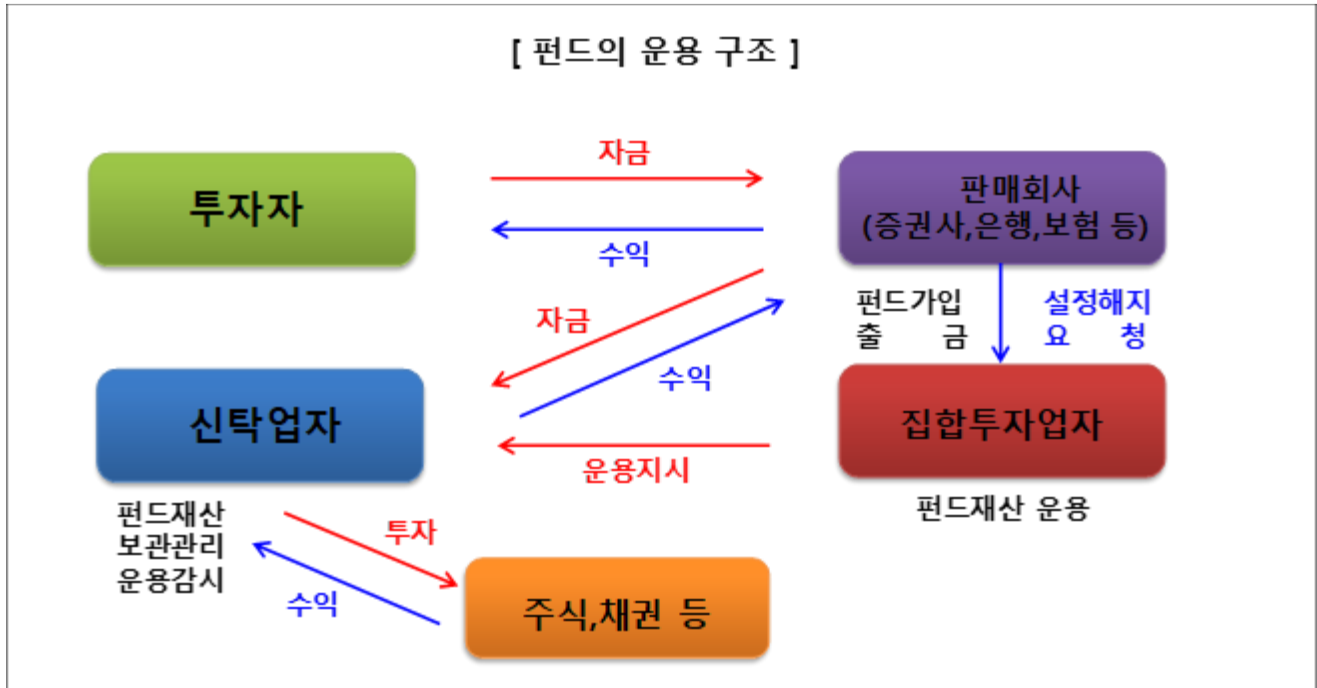 [ 펀드의 운용 구조 ]
투자자
자금
수익
판매회사
(증권사,은행,보험 등)
자금
수익
펀드가입
출 금
설정해지
요 청
신탁업자
운용지시
집합투자업자
펀드재산
보관관리
운용감시
펀드재산 운용
투자
수익
주식,채권 등